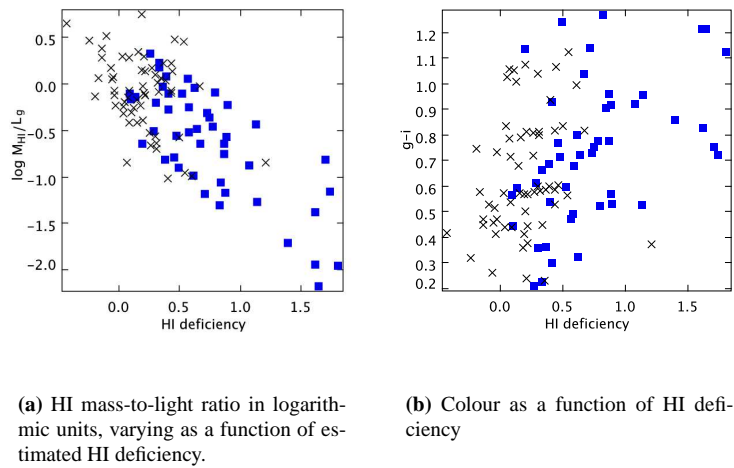 0.5
0.0
−0.5
−1.0
−1.5
−2.0
log M_HI/L_g
0.0 0.5 1.0 1.5
HI deficiency
1.2
1.1
1.0
0.9
0.8
0.7
0.6
0.5
0.4
0.3
0.2
g-i
0.0 0.5 1.0 1.5
HI deficiency
(a) HI mass-to-light ratio in logarith-
mic units, varying as a function of es-
timated HI deficiency.
(b) Colour as a function of HI defi-
ciency